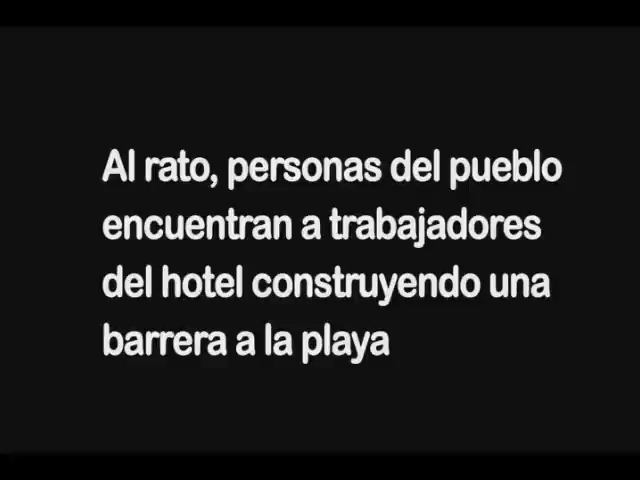 Al rato, personas del pueblo
encuentran a trabajadores
del hotel construyendo una
barrera a la playa